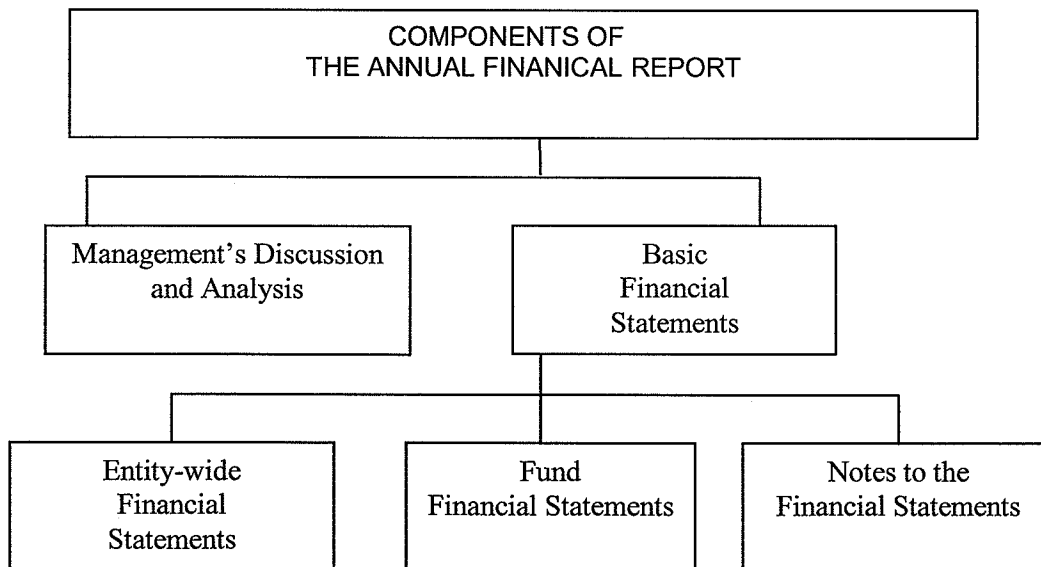 COMPONENTS OF
THE ANNUAL FINANICAL REPORT
Management's Discussion
and Analysis
Basic
Financial
Statements
Entity-wide
Financial
Statements
Fund
Financial Statements
Notes to the
Financial Statements